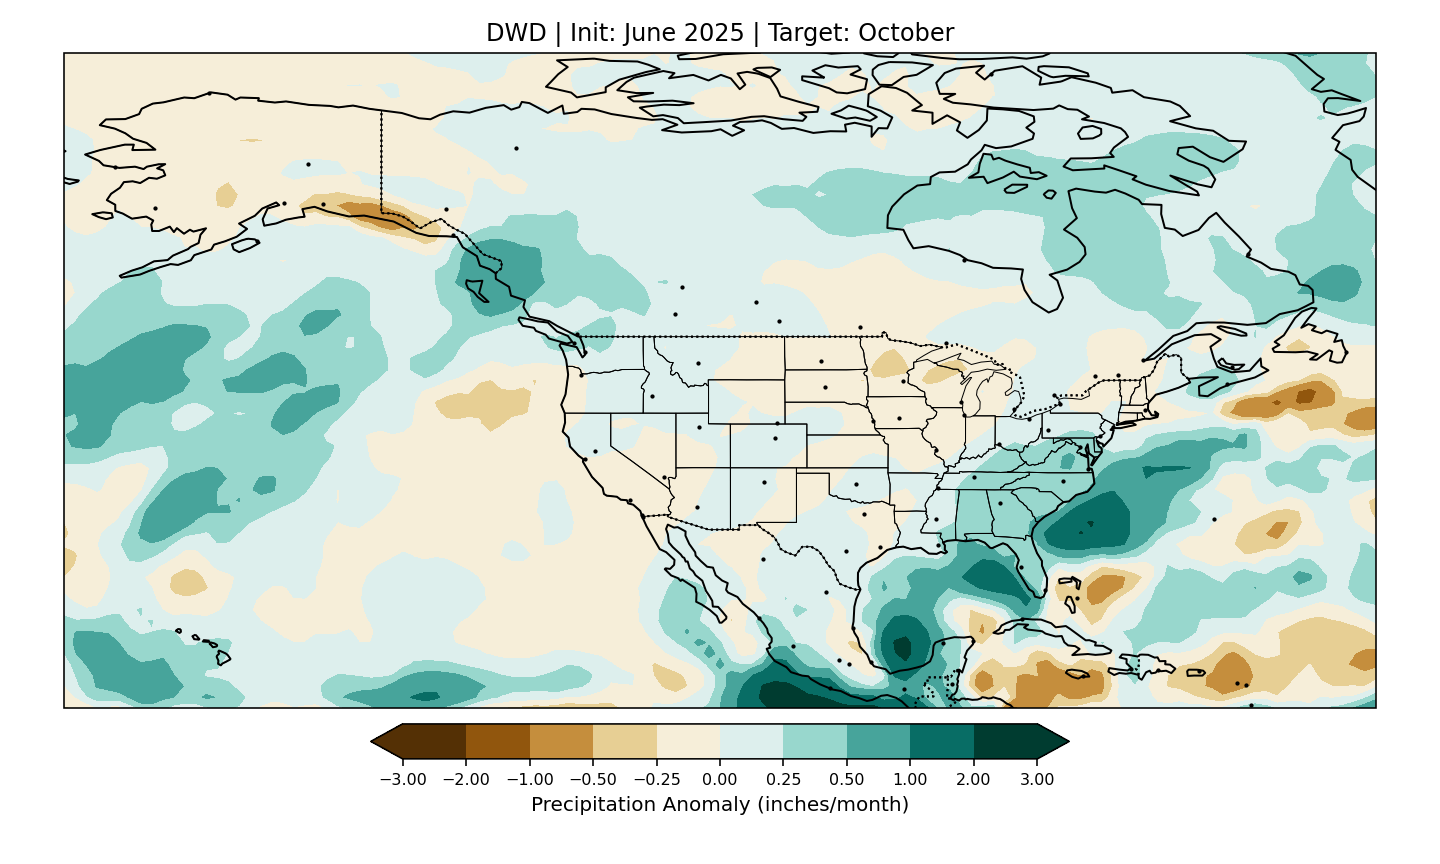 DWD | Init: June 2025 | Target: October
−3.00 −2.00 −1.00 −0.50 −0.25 0.00 0.25 0.50 1.00 2.00 3.00
Precipitation Anomaly (inches/month)